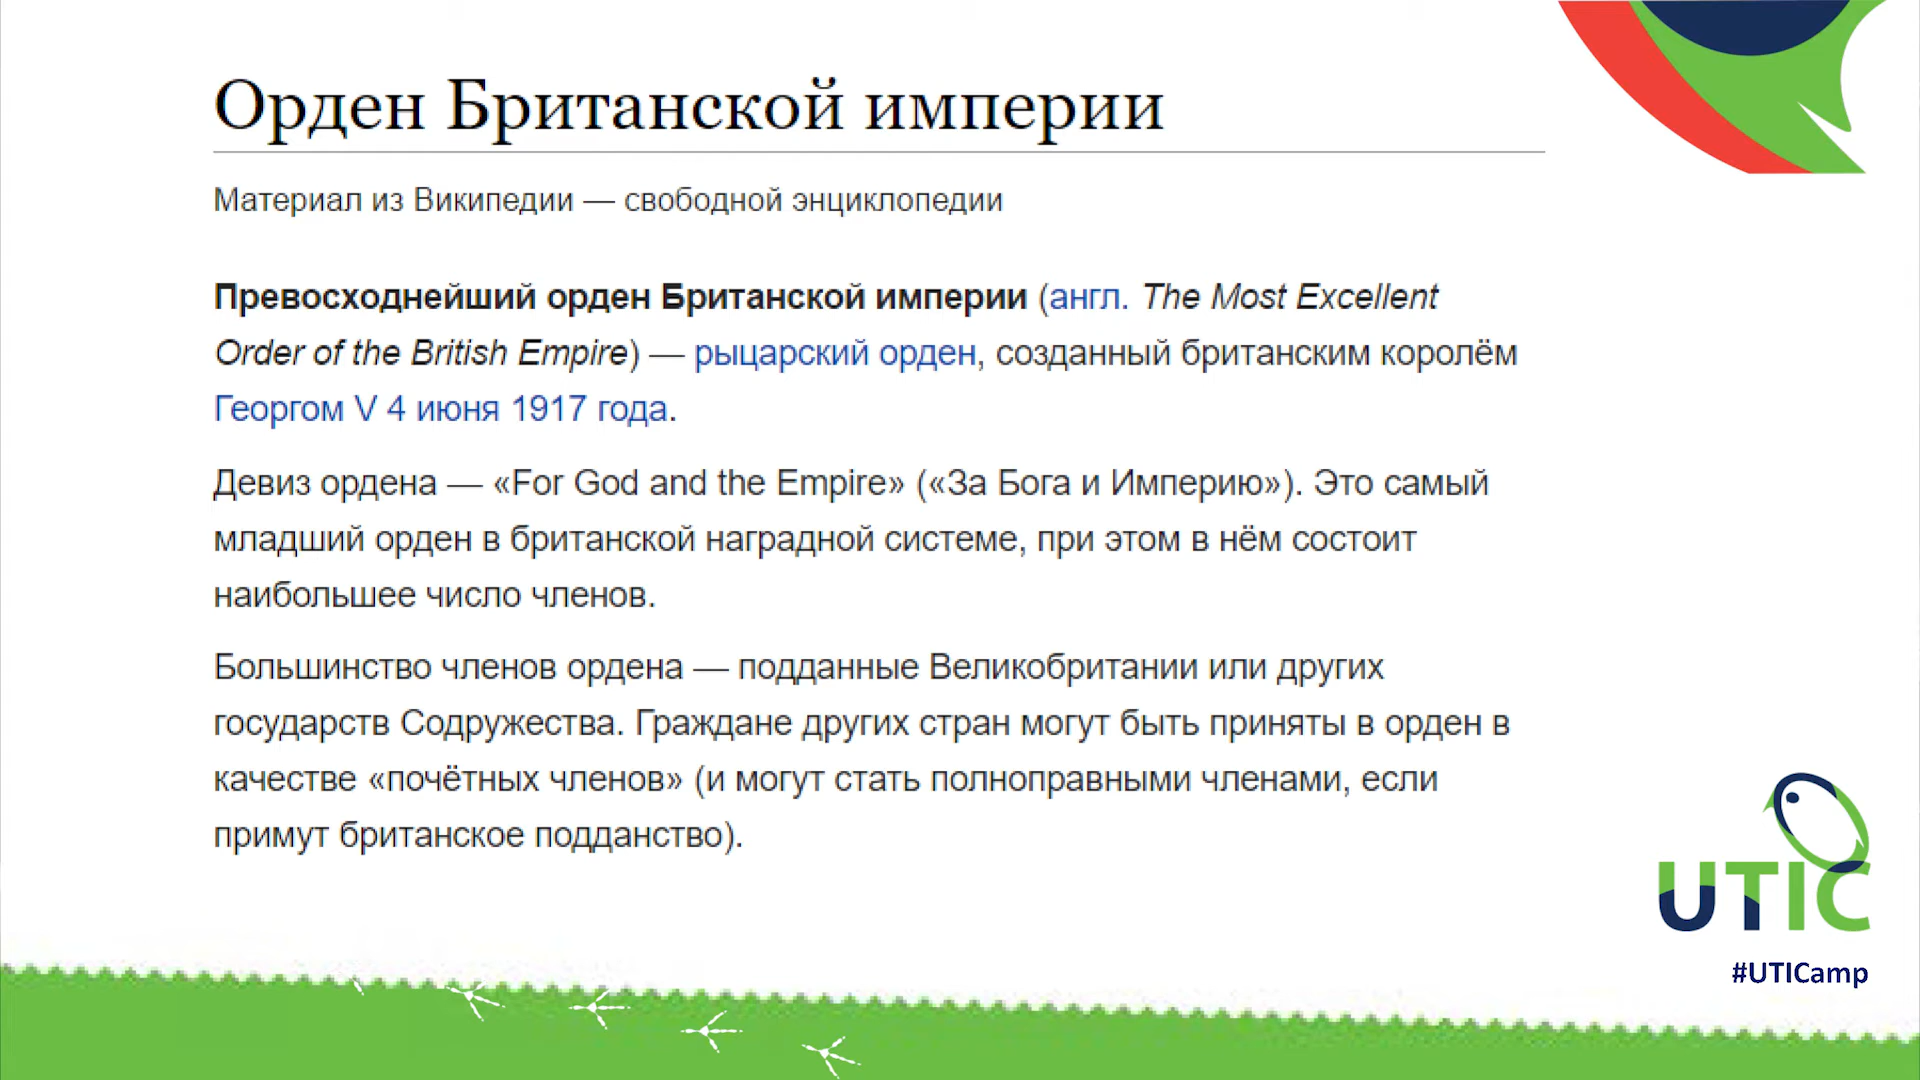 Орден Британской империи
Материал из Википедии — свободной энциклопедии
Превосходнейший орден Британской империи (англ. The Most Excellent
Order of the British Empire) — рыцарский орден, созданный британским королём
Георгом V 4 июня 1917 года.
Девиз ордена — «For God and the Empire» («За Бога и Империю»). Это самый
младший орден в британской наградной системе, при этом в нём состоит
наибольшее число членов.
Большинство членов ордена — подданные Великобритании или других
государств Содружества. Граждане других стран могут быть приняты в орден в
качестве «почётных членов» (и могут стать полноправными членами, если
примут британское подданство).
UTIC
#UTICamp